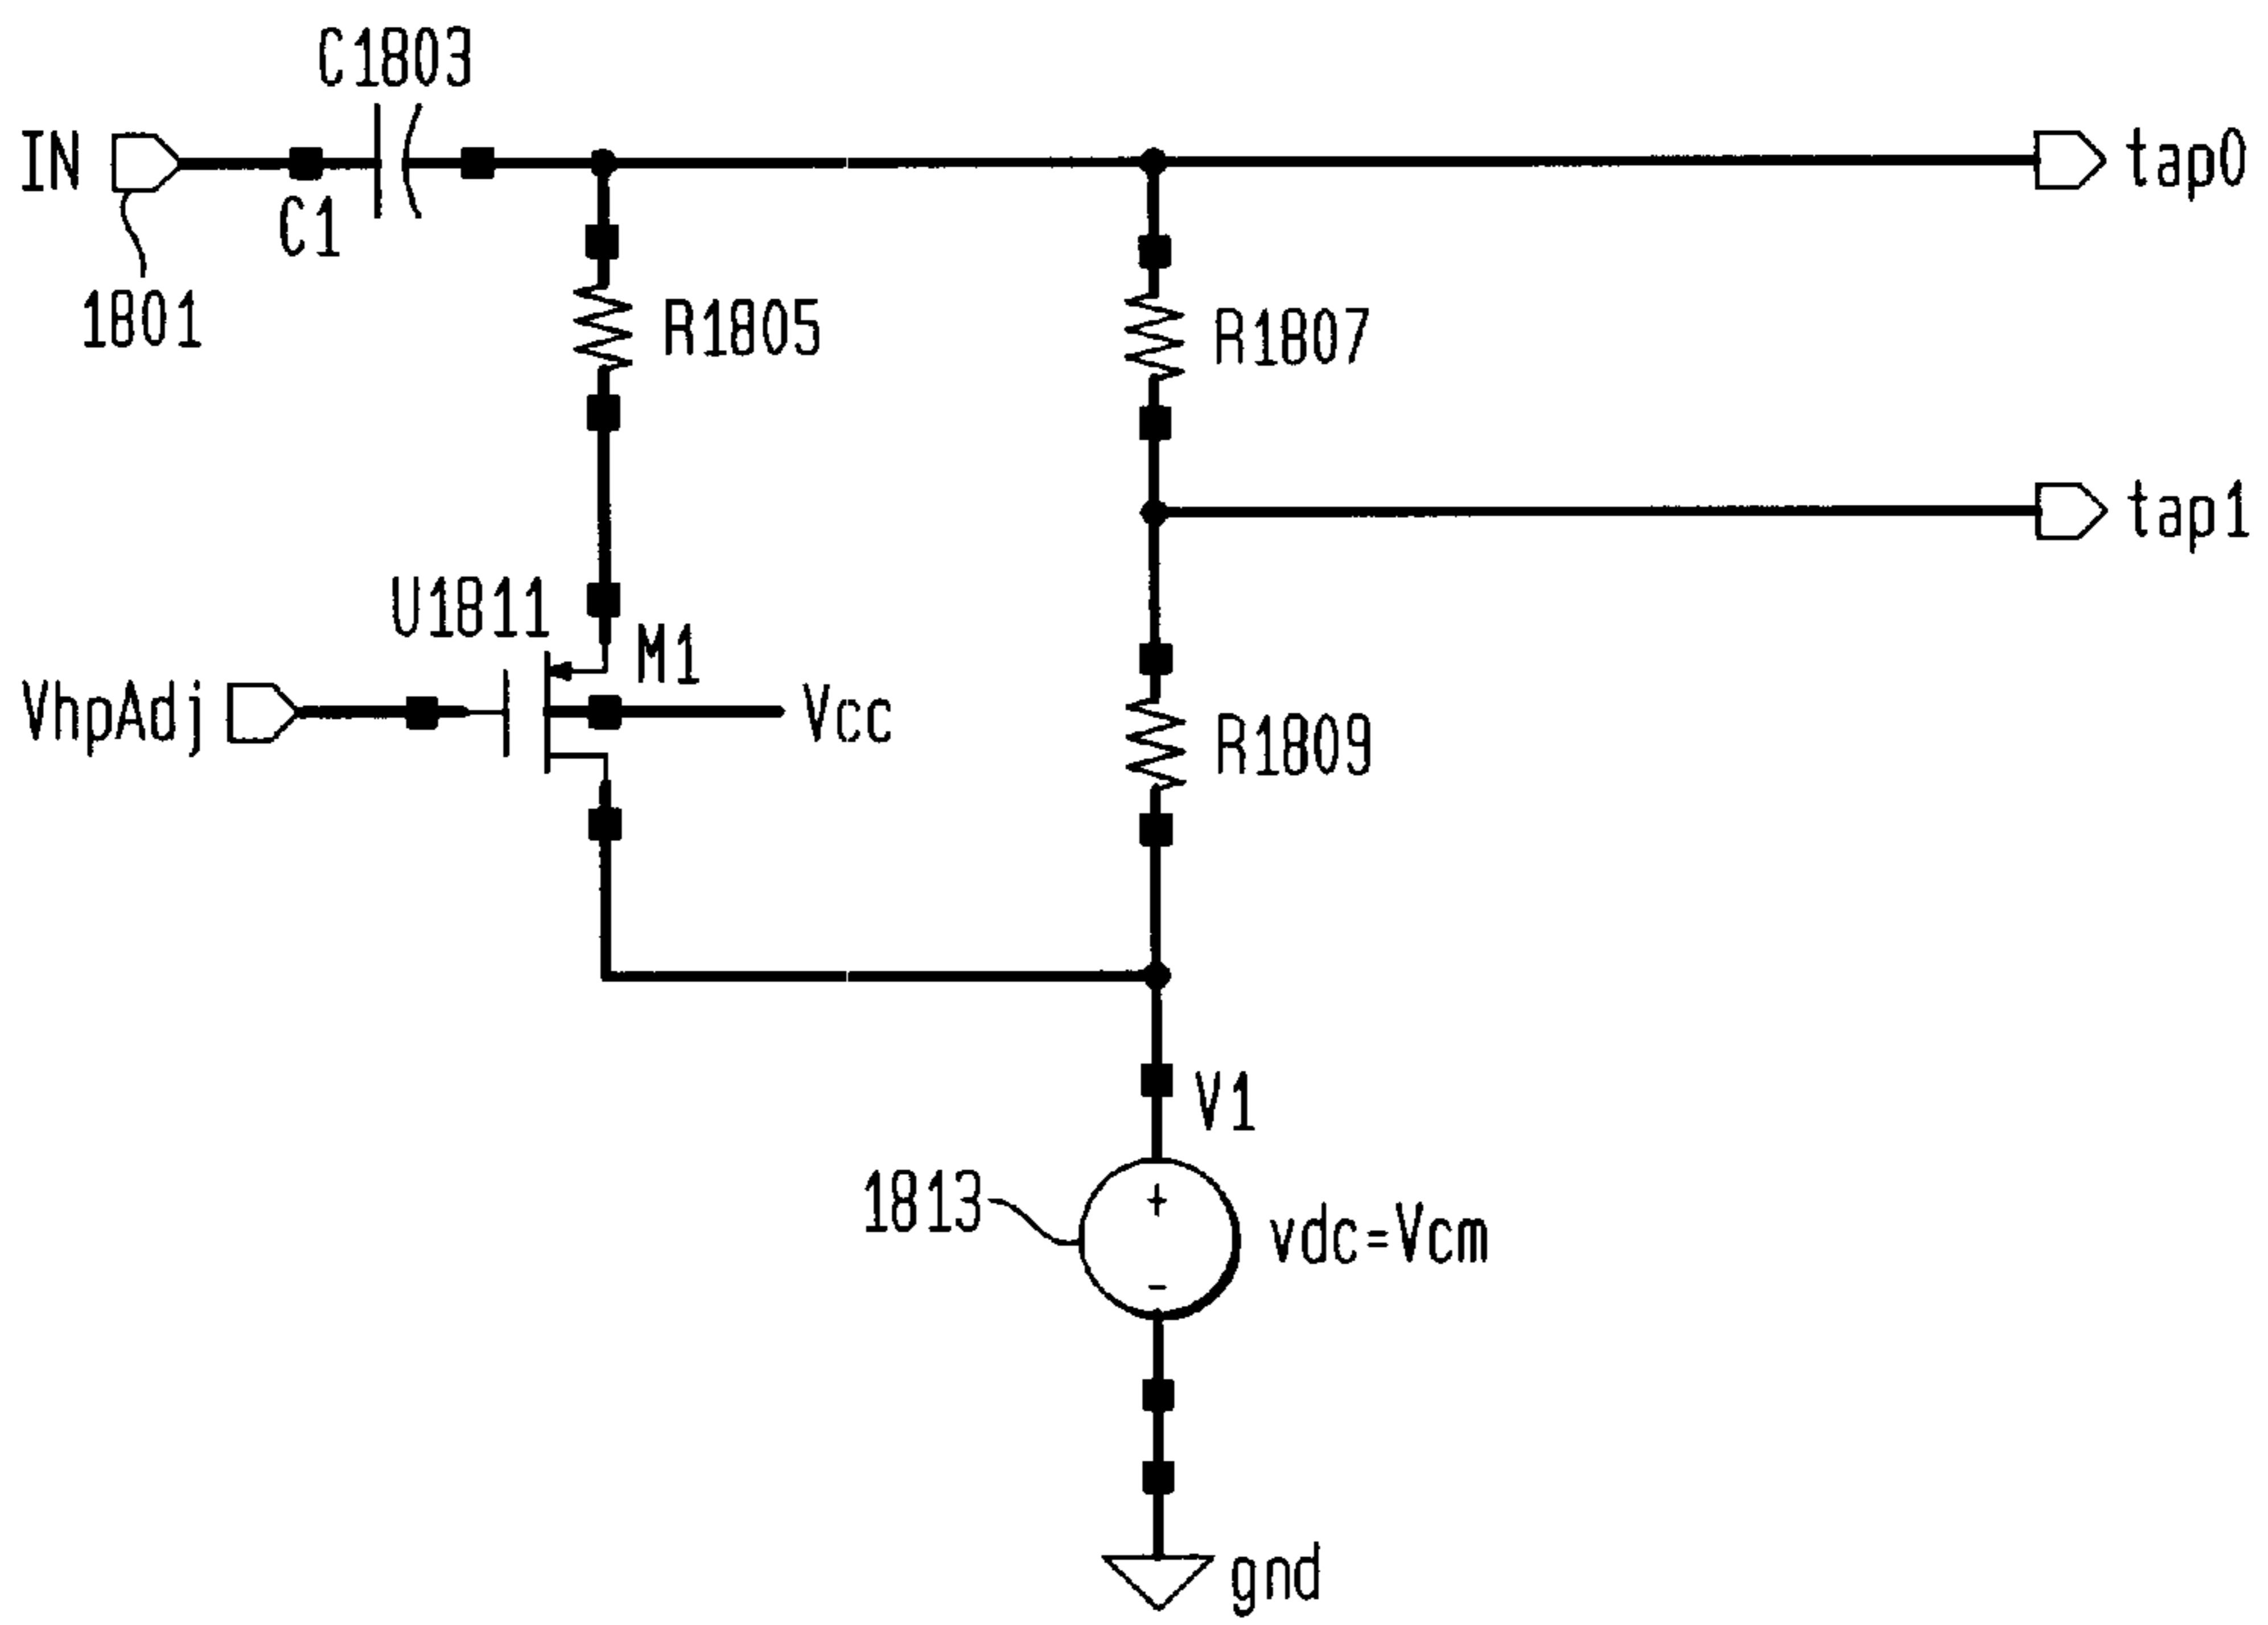 C1803
IN
tap0
C1
1801
R1805
R1807
tap1
U1811
M1
VhpAdj
Vcc
R1809
V1
1813
+
vdc=Vcm
-
gnd